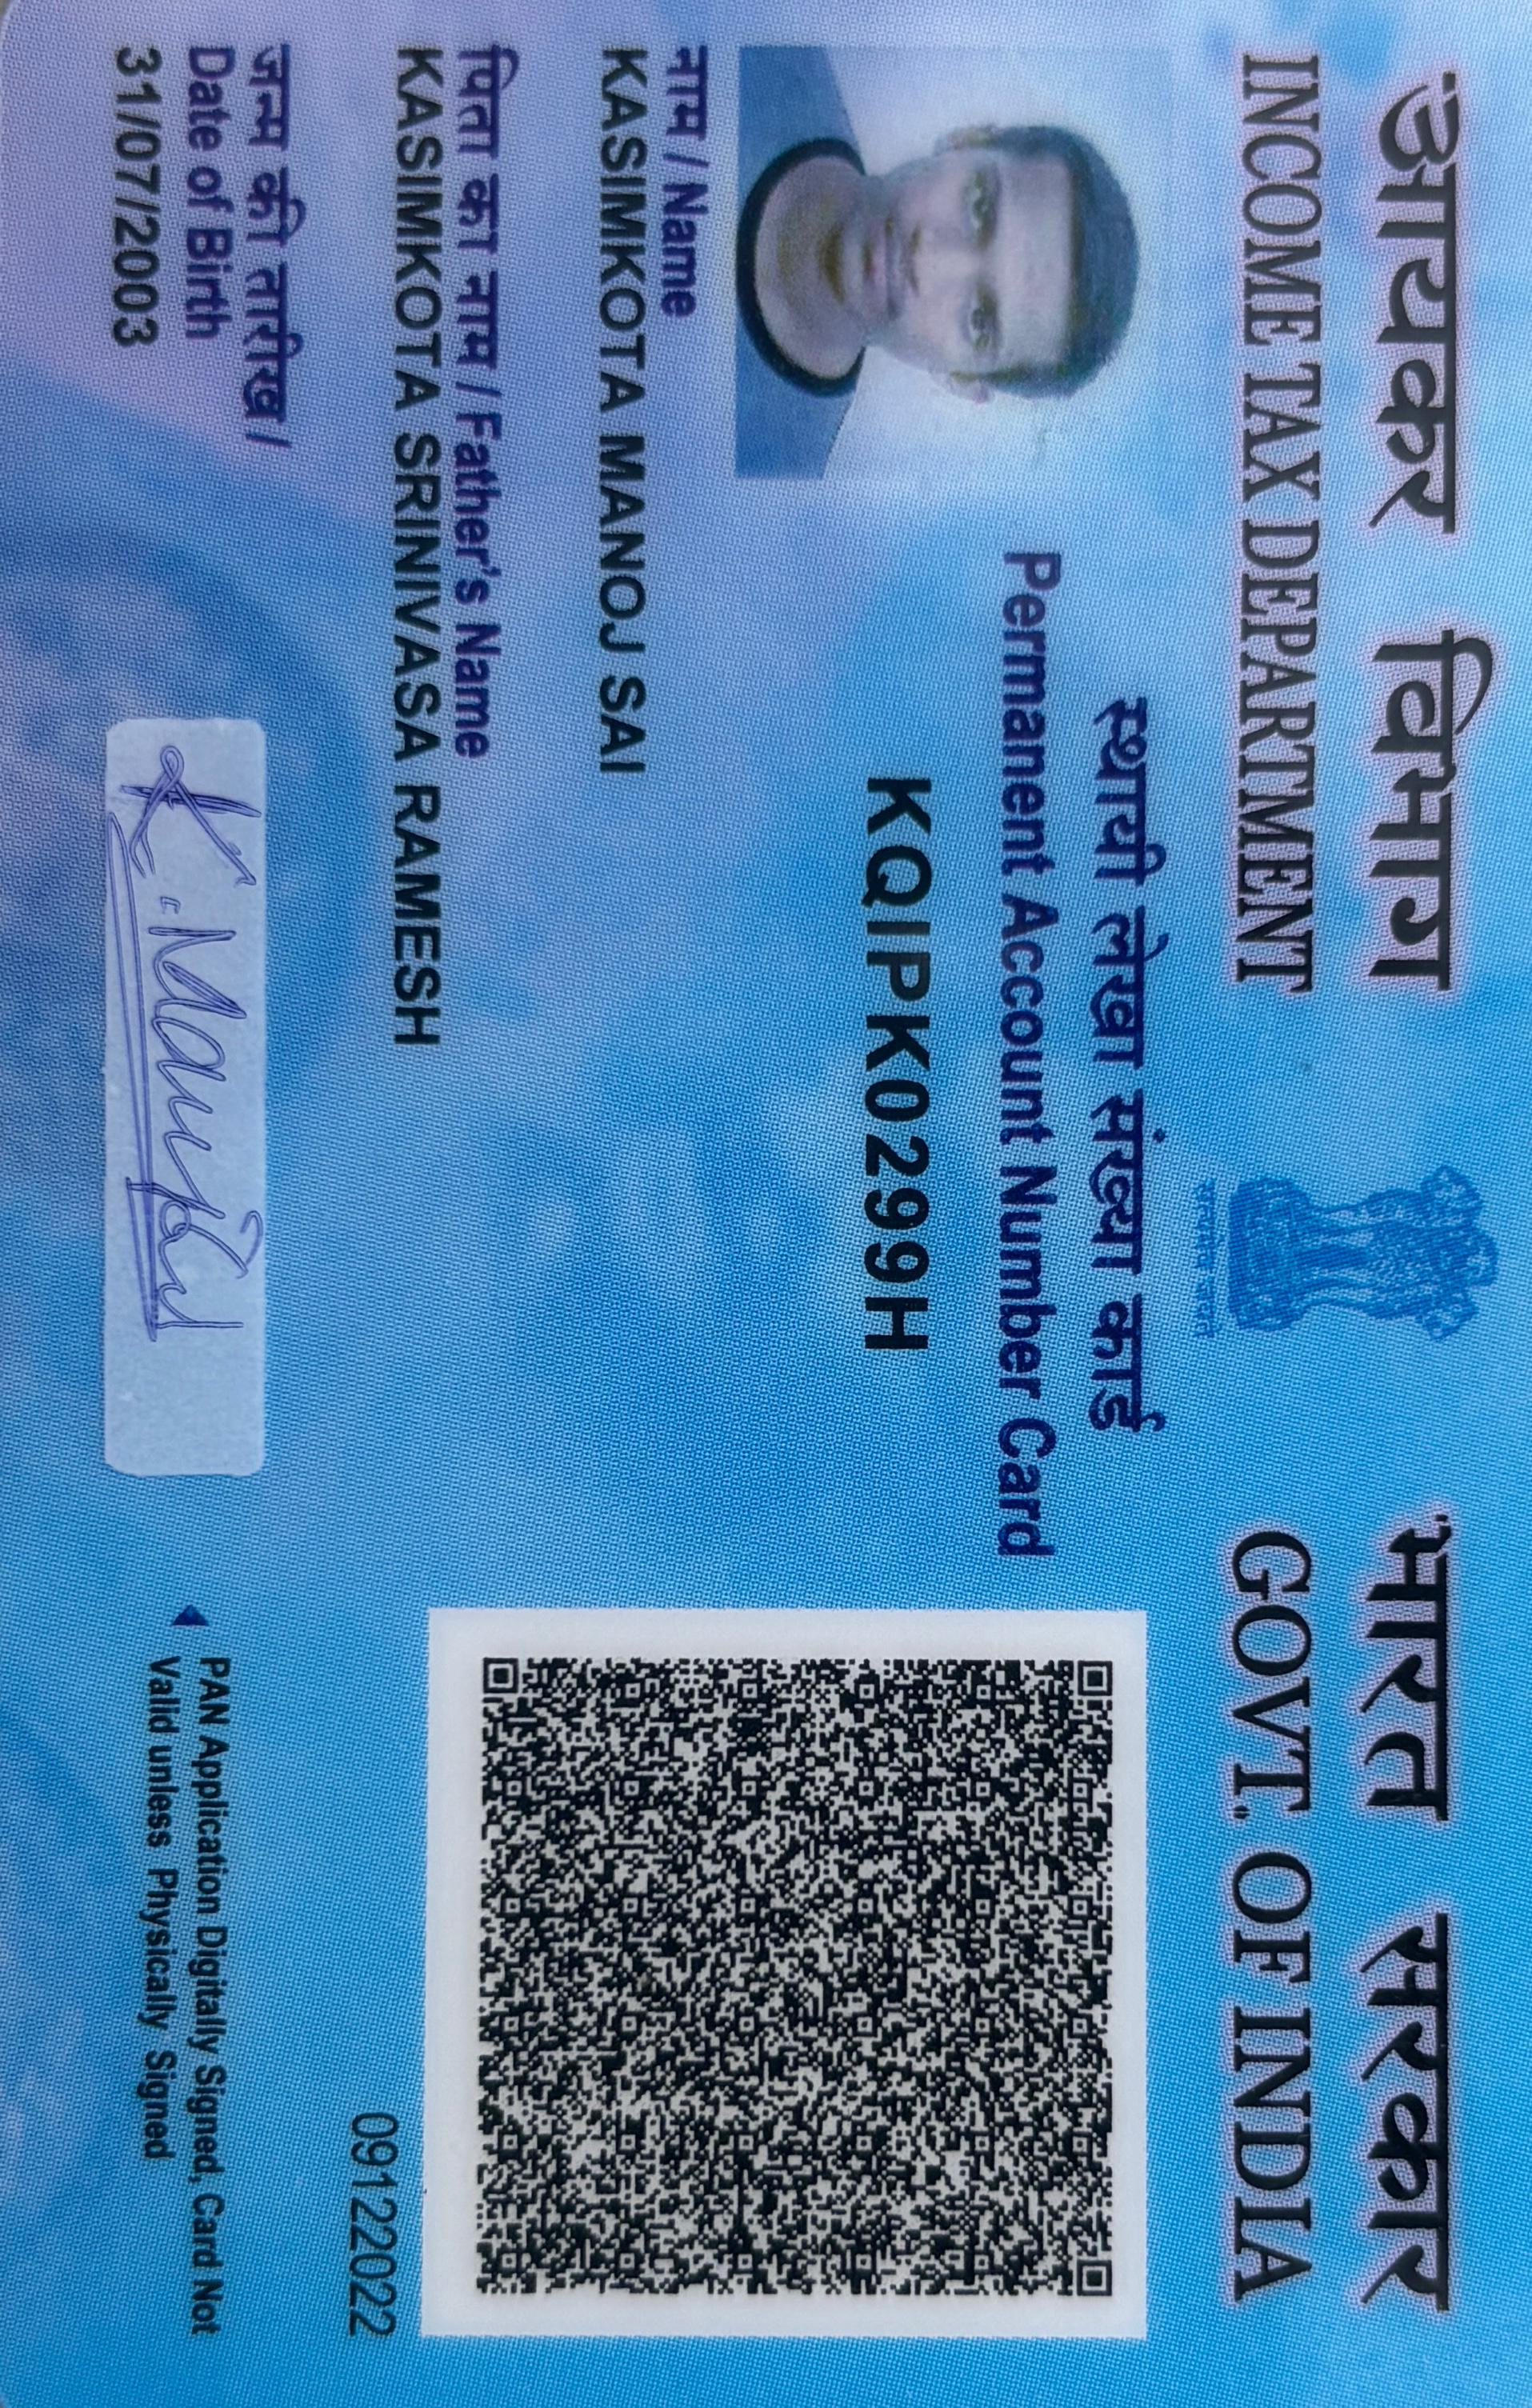 आयकर विभाग
INCOME TAX DEPARTMENT
सत्यमेव जयते
भारत सरकार
GOVT. OF INDIA
स्थायी लेखा संख्या कार्ड
Permanent Account Number Card
KQIPK0299H
नाम / Name
KASIMKOTA MANOJ SAI
पिता का नाम / Father's Name
KASIMKOTA SRINIVASA RAMESH
जन्म की तारीख /
Date of Birth
31/07/2003
09122022
PAN Application Digitally Signed, Card Not
Valid unless Physically Signed